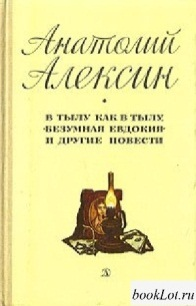 Анатолий
Алексин
В ТЫЛУ КАК В ТЫЛУ,
«БЕЗУМНАЯ ЕВДОКИЯ»
И ДРУГИЕ ПОВЕСТИ
bookLot.ru